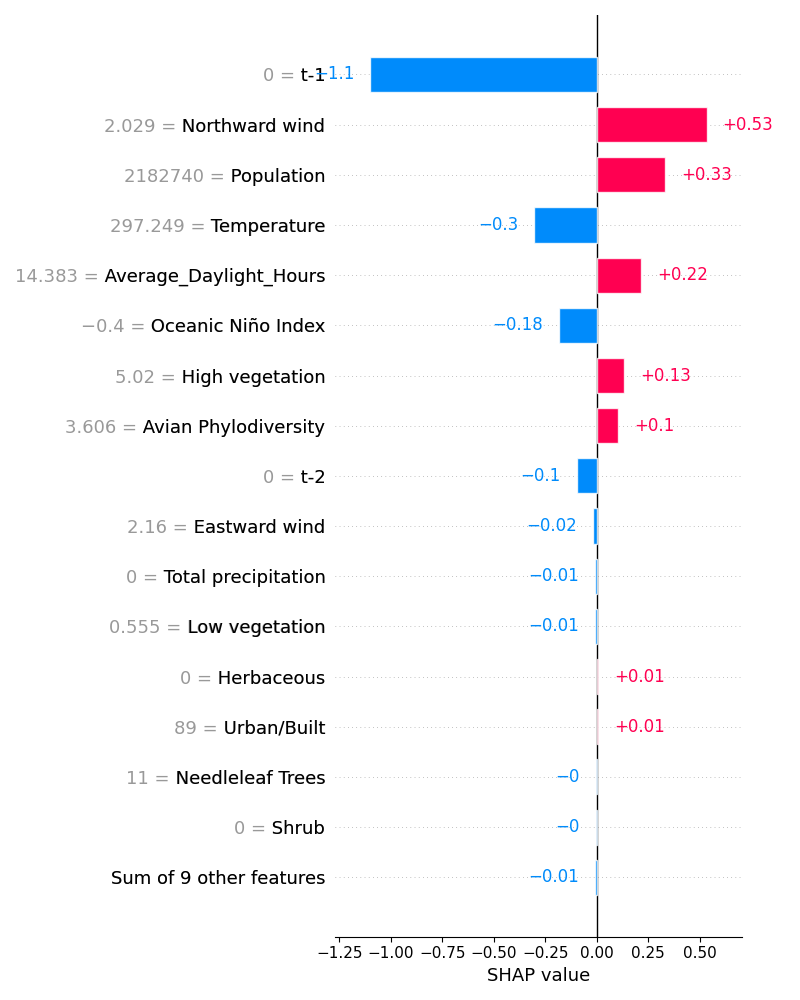 0 = t-1 −1.1
2.029 = Northward wind +0.53
2182740 = Population +0.33
297.249 = Temperature −0.3
14.383 = Average_Daylight_Hours +0.22
−0.4 = Oceanic Niño Index −0.18
5.02 = High vegetation +0.13
3.606 = Avian Phylodiversity +0.1
0 = t-2 −0.1
2.16 = Eastward wind −0.02
0 = Total precipitation −0.01
0.555 = Low vegetation −0.01
0 = Herbaceous +0.01
89 = Urban/Built +0.01
11 = Needleleaf Trees −0
0 = Shrub −0
Sum of 9 other features −0.01
−1.25 −1.00 −0.75 −0.50 −0.25 0.00 0.25 0.50
SHAP value